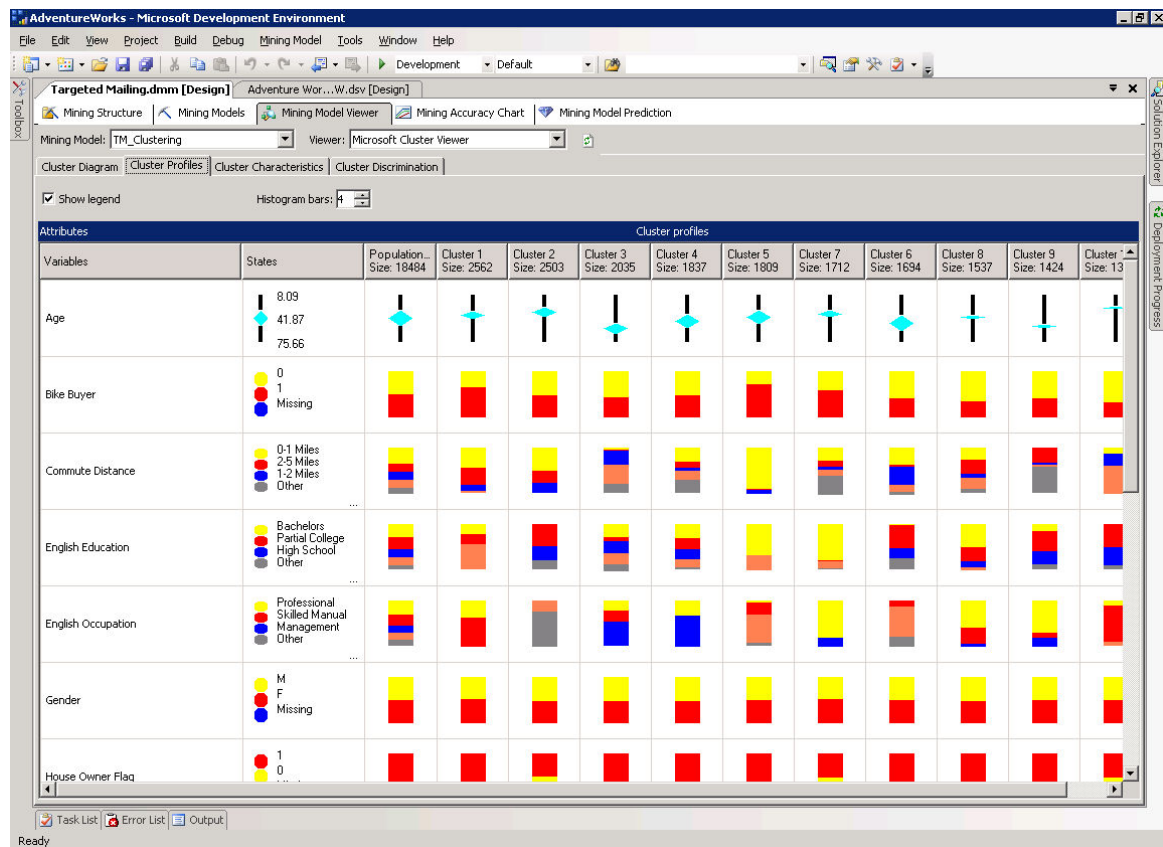 AdventureWorks - Microsoft Development Environment
File Edit View Project Build Debug Mining Model Tools Window Help
Development Default
Toolbox
Targeted Mailing.dmm [Design] Adventure Wor...W.dsv [Design]
Solution Explorer
Mining Structure Mining Models Mining Model Viewer Mining Accuracy Chart Mining Model Prediction
Mining Model: TM_Clustering Viewer: Microsoft Cluster Viewer
Cluster Diagram Cluster Profiles Cluster Characteristics Cluster Discrimination
Show legend Histogram bars: 4
Deployment Progress
Attributes Cluster profiles
Variables States Population... Cluster 1 Cluster 2 Cluster 3 Cluster 4 Cluster 5 Cluster 7 Cluster 6 Cluster 8 Cluster 9 Cluster
Size: 18484 Size: 2562 Size: 2503 Size: 2035 Size: 1837 Size: 1809 Size: 1712 Size: 1694 Size: 1537 Size: 1424 Size: 13
Age
8.09
41.87
75.66
Bike Buyer
0
1
Missing
Commute Distance
0-1 Miles
2-5 Miles
1-2 Miles
Other
...
English Education
Bachelors
Partial College
High School
Other
...
English Occupation
Professional
Skilled Manual
Management
Other
...
Gender
M
F
Missing
House Owner Flag
1
0
Task List Error List Output
Ready